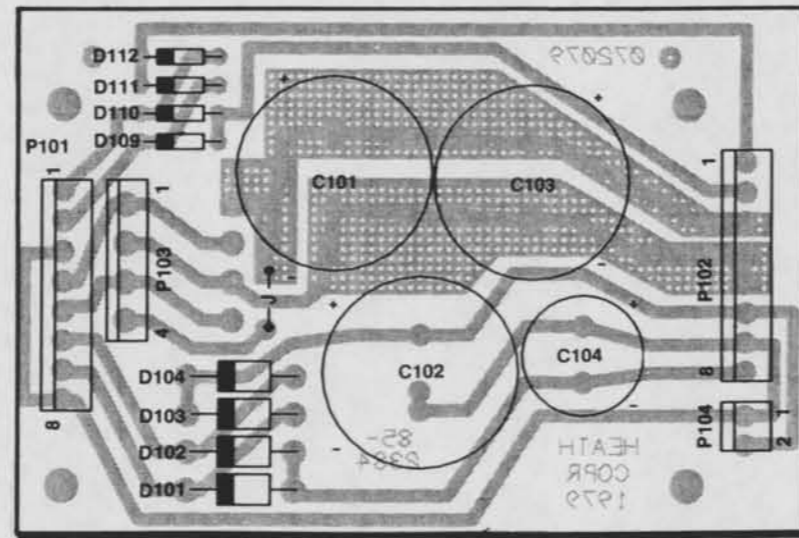 D112
D111
D110
D109
072079
P101
1
8
1
P103
4
J
+
C101
-
+
C103
-
+
C102
-
+
C104
-
1
P102
8
P104
1
2
D104
D103
D102
D101
85-
2384
HEATH
COPR
1979